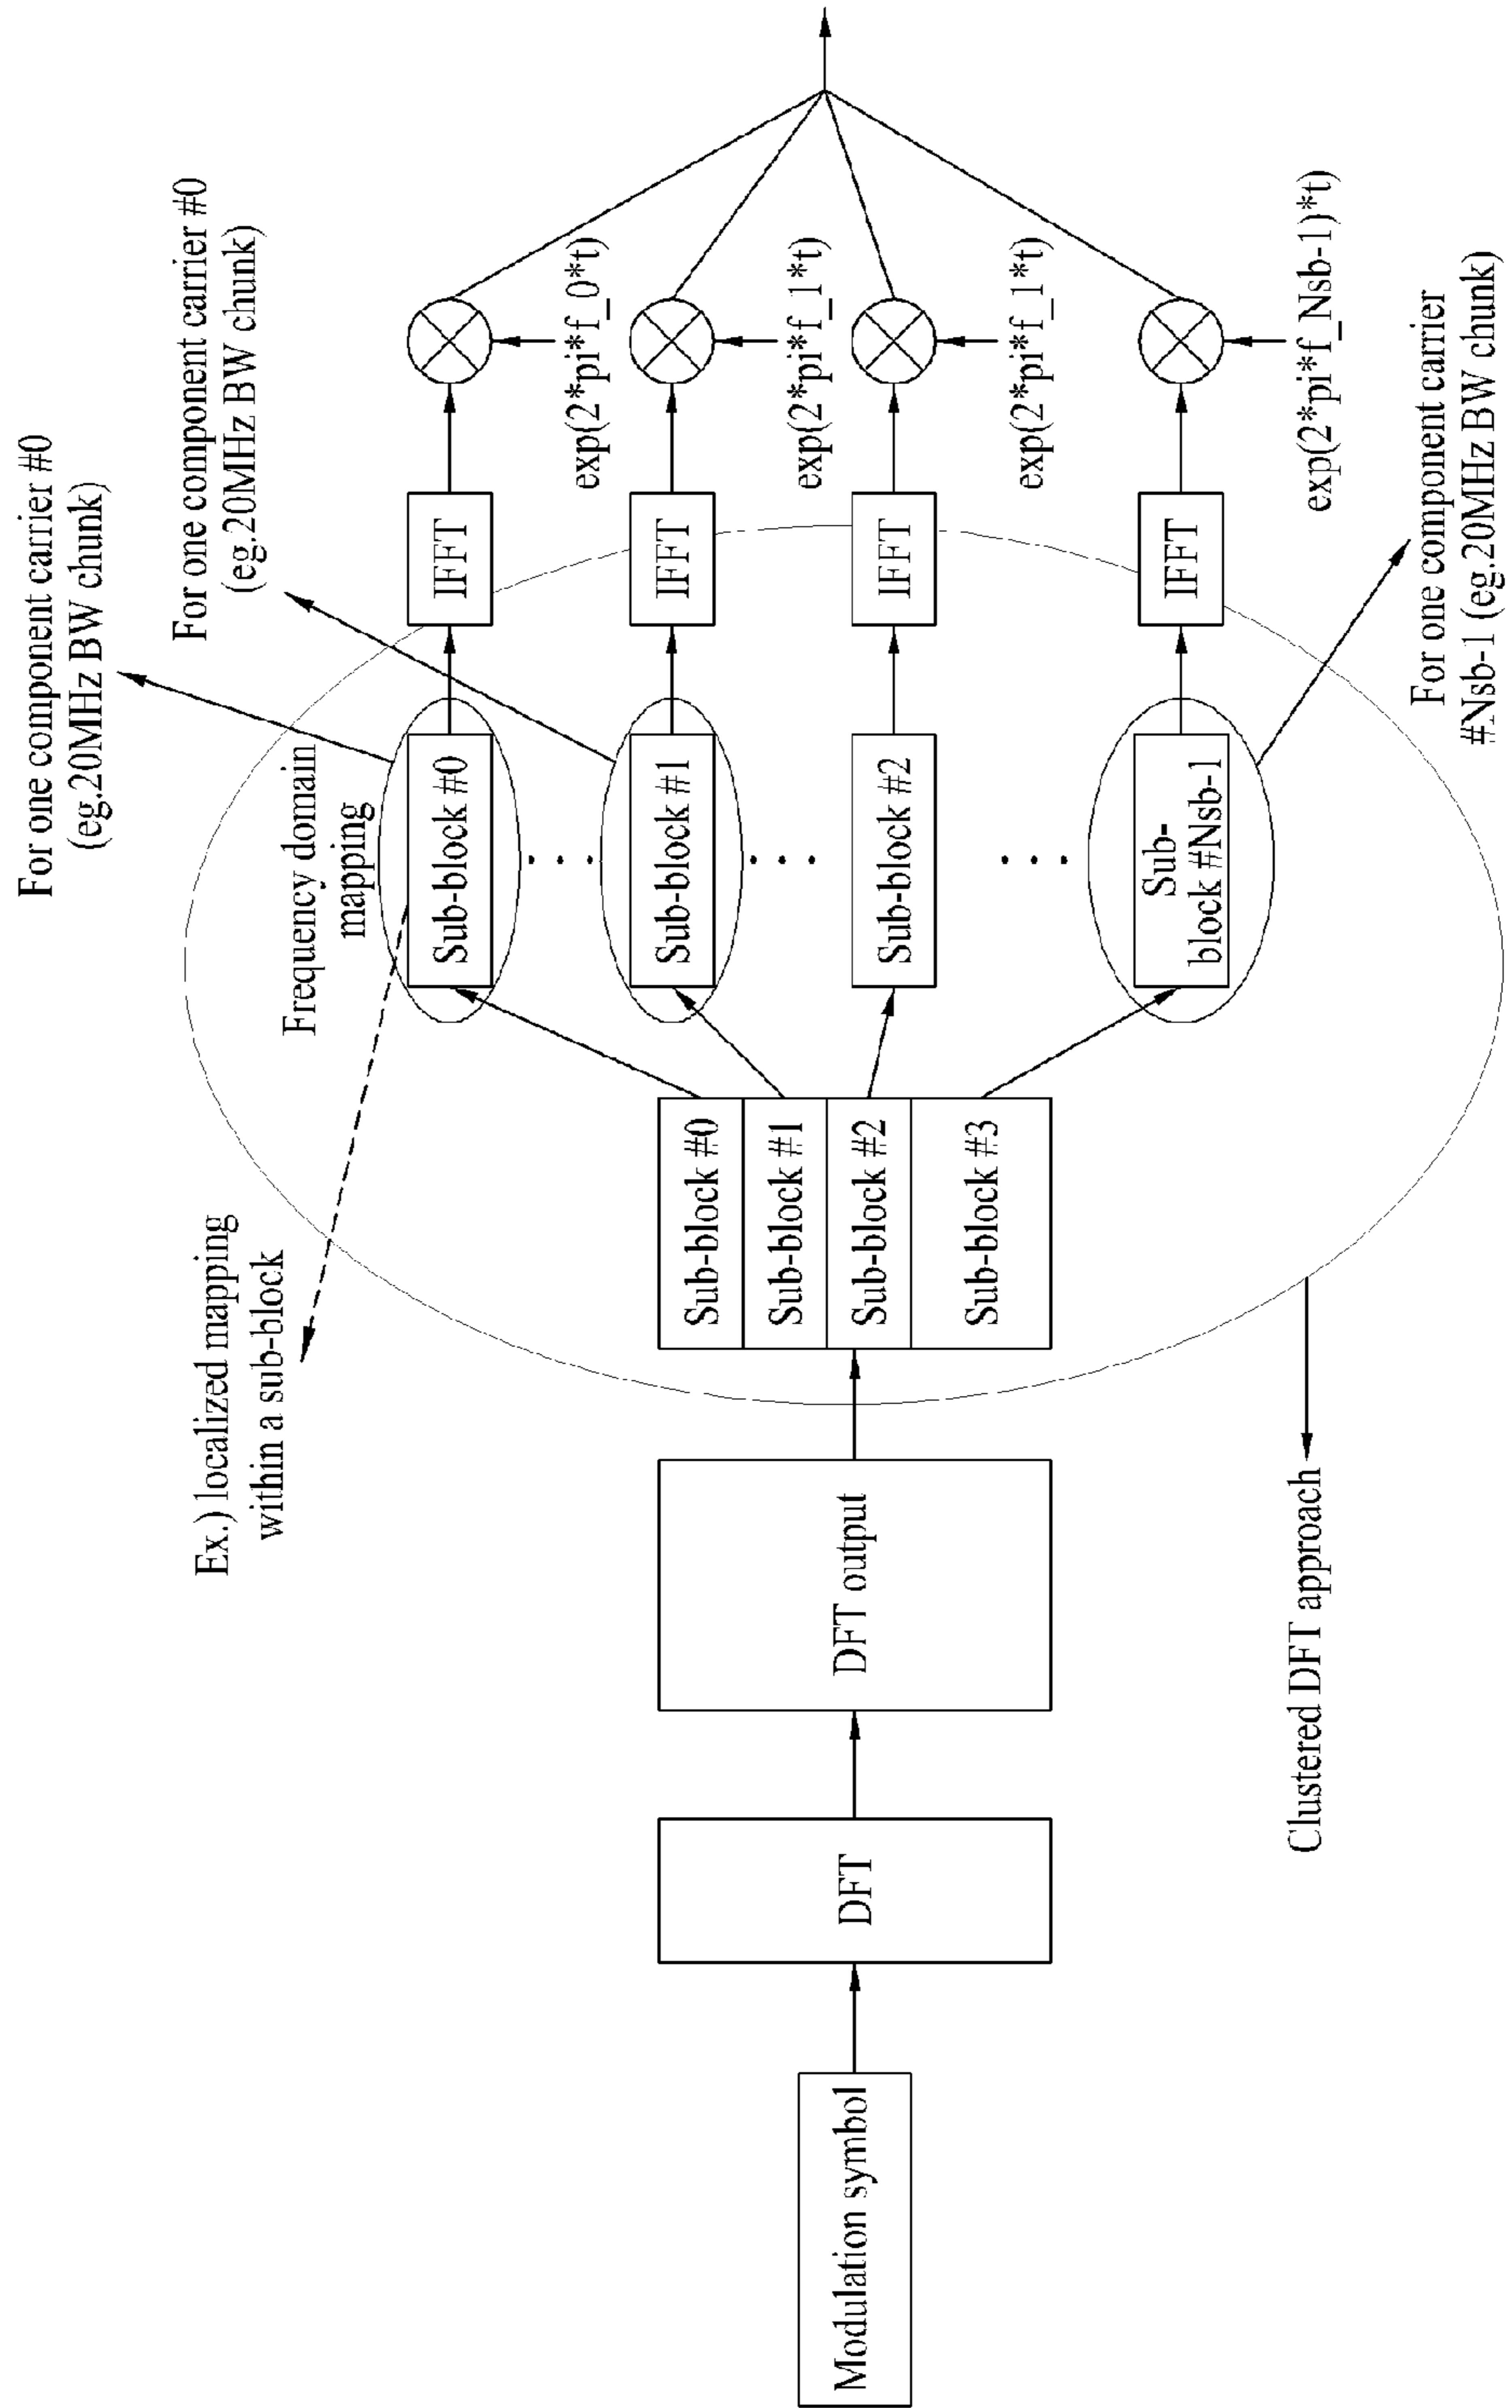 For one component carrier #0
(eg.20MHz BW chunk)
For one component carrier #0
(eg.20MHz BW chunk)
Ex.) localized mapping
within a sub-block
Frequency domain
mapping
Modulation symbol
DFT
DFT output
Sub-block #0
Sub-block #1
Sub-block #2
Sub-block #3
Sub-block #0
IFFT
exp(2*pi*f_0*t)
Sub-block #1
IFFT
exp(2*pi*f_1*t)
Sub-block #2
IFFT
exp(2*pi*f_1*t)
Sub-
block #Nsb-1
IFFT
exp(2*pi*f_Nsb-1)*t)
Clustered DFT approach
For one component carrier
#Nsb-1 (eg.20MHz BW chunk)